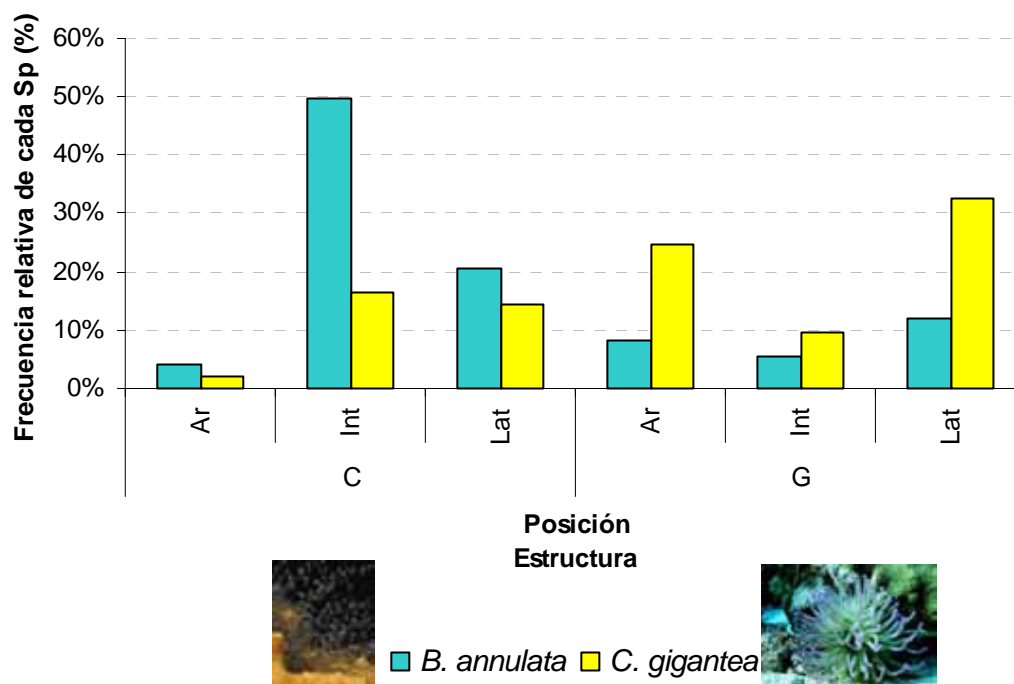 Frecuencia relativa de cada Sp (%)
60%
50%
40%
30%
20%
10%
0%
Ar
Int
Lat
Ar
Int
Lat
C
G
Posición
Estructura
B. annulata
C. gigantea